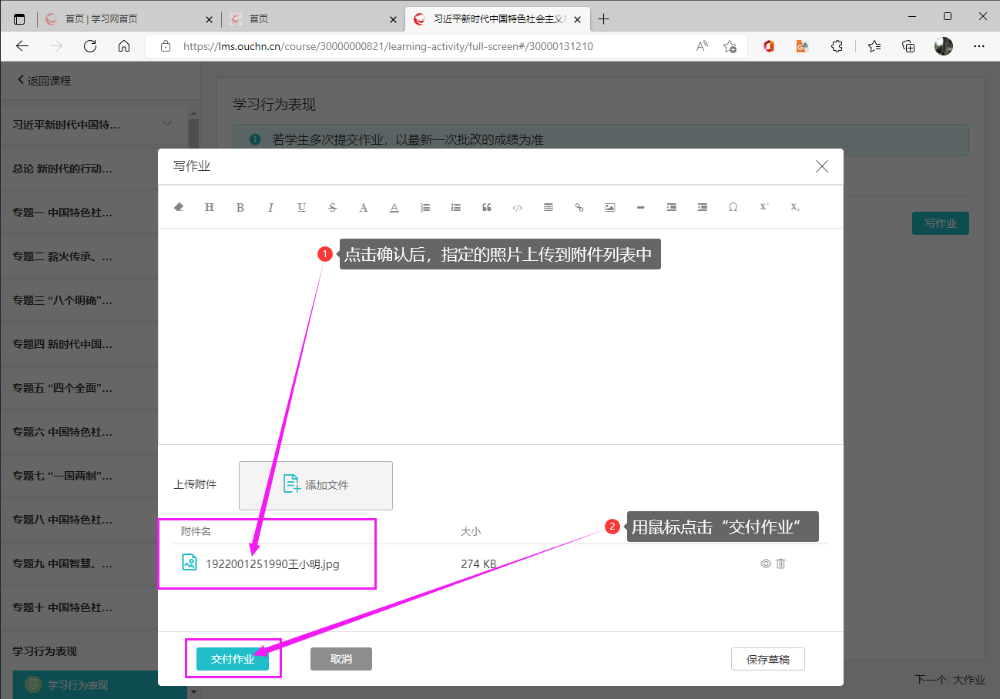 首页 | 学习网首页
首页
习近平新时代中国特色社会主义
https://lms.ouchn.cn/course/30000000821/learning-activity/full-screen#/30000131210
返回课程
习近平新时代中国特...
总论 新时代的行动...
专题一 中国特色社...
专题二 薪火传承、...
专题三 “八个明确”...
专题四 新时代中国...
专题五 “四个全面”...
专题六 中国特色社...
专题七 “一国两制”...
专题八 中国特色社...
专题九 中国智慧、...
专题十 中国特色社...
学习行为表现
学习行为表现
学习行为表现
若学生多次提交作业，以最新一次批改的成绩为准
写作业
写作业
H B I U S A A </> Ω X² X₂
1 点击确认后，指定的照片上传到附件列表中
上传附件
添加文件
2 用鼠标点击“交付作业”
附件名 大小
1922001251990王小明.jpg 274 KB
交付作业 取消 保存草稿
下一个: 大作业